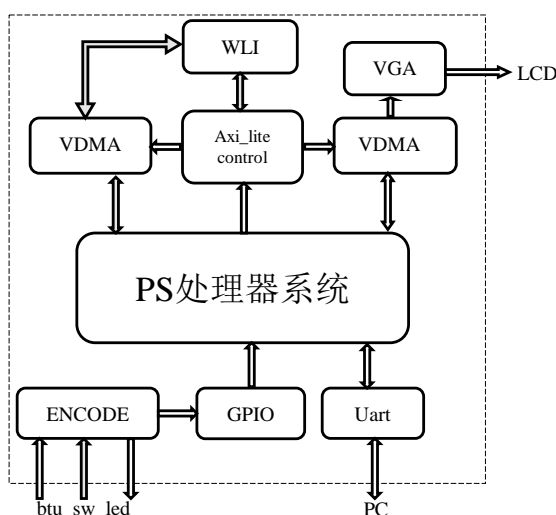 WLI
VGA
LCD
VDMA
Axi_lite
control
VDMA
PS处理器系统
ENCODE
GPIO
Uart
btu sw led
PC